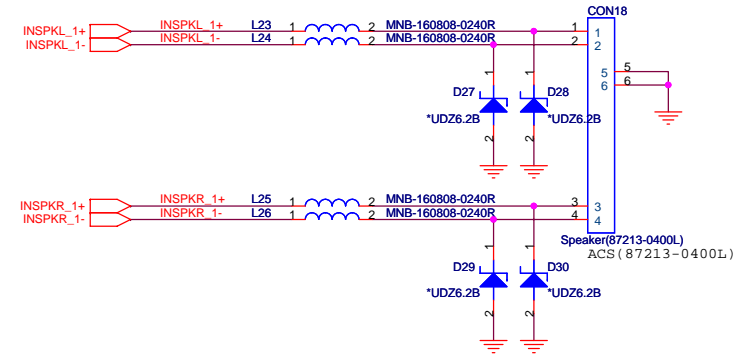 CON18
INSPKL_1+ INSPKL_1+ L23 1 2 MNB-160808-0240R 1 1
INSPKL_1- INSPKL_1- L24 1 2 MNB-160808-0240R 2 2
5 5
6 6
1 1
D27 D28
*UDZ6.2B *UDZ6.2B
2 2
INSPKR_1+ INSPKR_1+ L25 1 2 MNB-160808-0240R 3 3
INSPKR_1- INSPKR_1- L26 1 2 MNB-160808-0240R 4 4
Speaker(87213-0400L)
ACS(87213-0400L)
1 1
D29 D30
*UDZ6.2B *UDZ6.2B
2 2